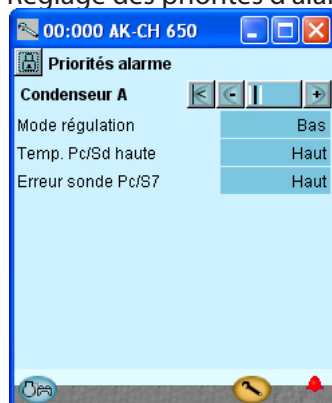 Réglage des priorités d'alar
00:000 AK-CH 650
Priorités alarme
Condenseur A
Mode régulation Bas
Temp. Pc/Sd haute Haut
Erreur sonde Pc/S7 Haut